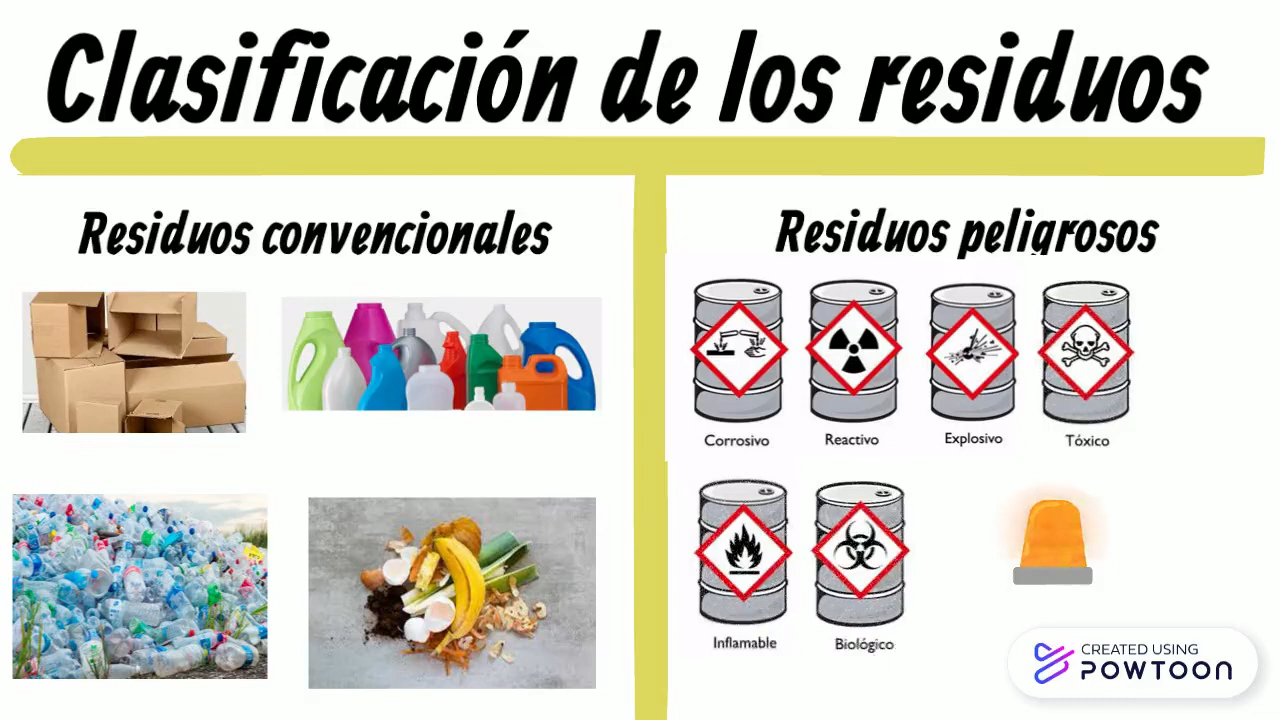 Clasificación de los residuos
Residuos convencionales
Residuos peligrosos
Corrosivo
Reactivo
Explosivo
Tóxico
Inflamable
Biológico
CREATED USING
POWTOON